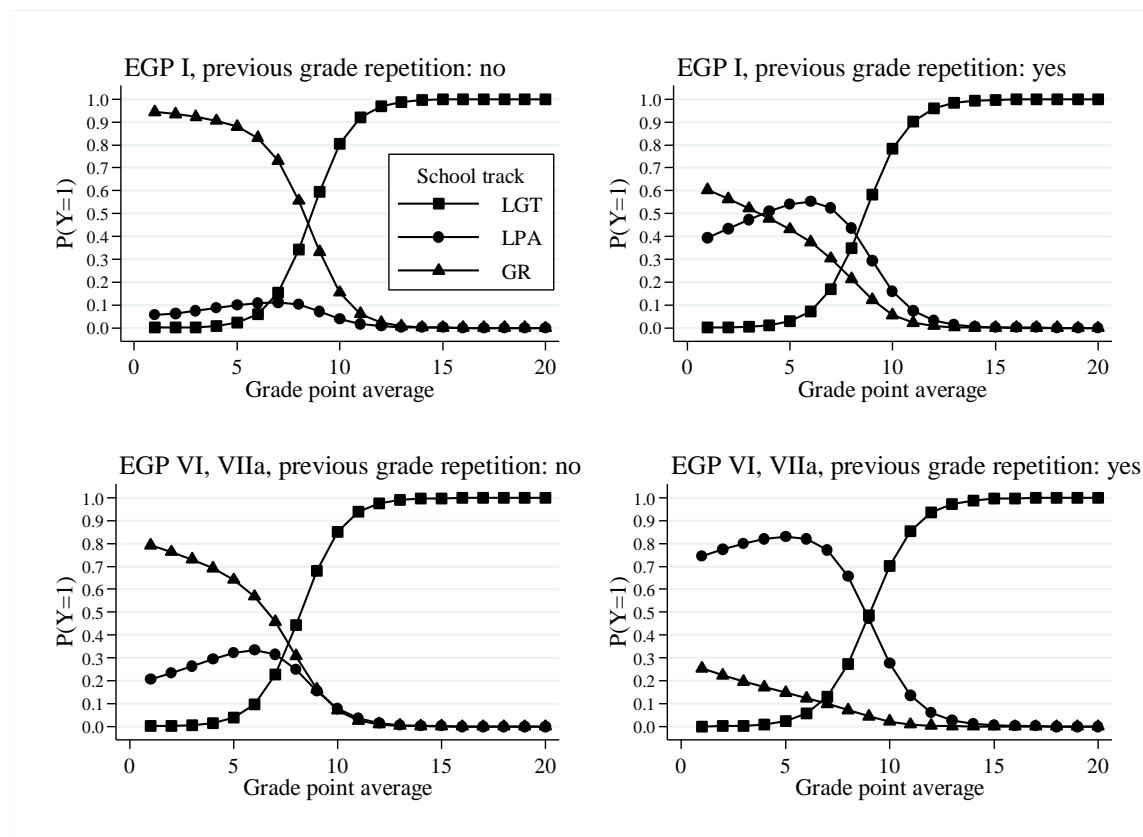 EGP I, previous grade repetition: no
1.0
0.9
0.8
0.7
0.6
0.5
0.4
0.3
0.2
0.1
0.0
P(Y=1)
School track
LGT
LPA
GR
0 5 10 15 20
Grade point average
EGP I, previous grade repetition: yes
1.0
0.9
0.8
0.7
0.6
0.5
0.4
0.3
0.2
0.1
0.0
P(Y=1)
0 5 10 15 20
Grade point average
EGP VI, VIIa, previous grade repetition: no
1.0
0.9
0.8
0.7
0.6
0.5
0.4
0.3
0.2
0.1
0.0
P(Y=1)
0 5 10 15 20
Grade point average
EGP VI, VIIa, previous grade repetition: yes
1.0
0.9
0.8
0.7
0.6
0.5
0.4
0.3
0.2
0.1
0.0
P(Y=1)
0 5 10 15 20
Grade point average